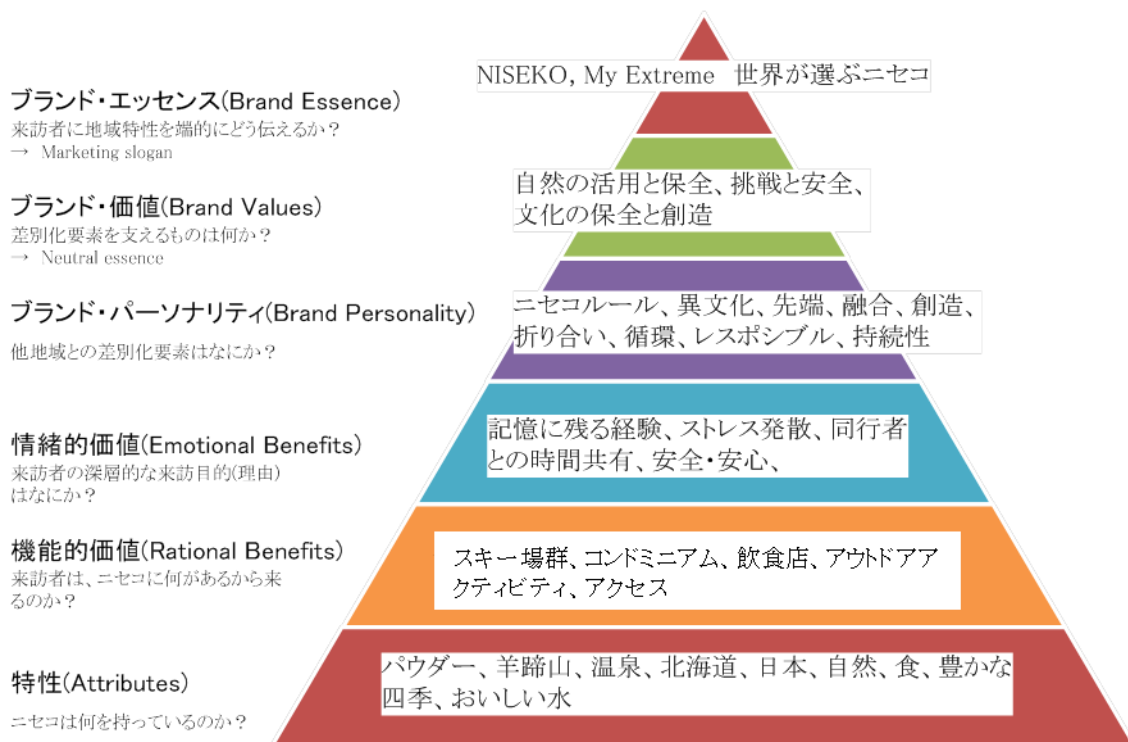 NISEKO, My Extreme　世界が選ぶニセコ
ブランド・エッセンス(Brand Essence)
来訪者に地域特性を端的にどう伝えるか？
→ Marketing slogan
自然の活用と保全、挑戦と安全、
文化の保全と創造
ブランド・価値(Brand Values)
差別化要素を支えるものは何か？
→ Neutral essence
ニセコルール、異文化、先端、融合、創造、
折り合い、循環、レスポシブル、持続性
ブランド・パーソナリティ(Brand Personality)
他地域との差別化要素はなにか？
記憶に残る経験、ストレス発散、同行者
との時間共有、安全・安心、
情緒的価値(Emotional Benefits)
来訪者の深層的な来訪目的(理由)
はなにか？
スキー場群、コンドミニアム、飲食店、アウトドアア
クティビティ、アクセス
機能的価値(Rational Benefits)
来訪者は、ニセコに何があるから来
るのか？
パウダー、羊蹄山、温泉、北海道、日本、自然、食、豊かな
四季、おいしい水
特性(Attributes)
ニセコは何を持っているのか？